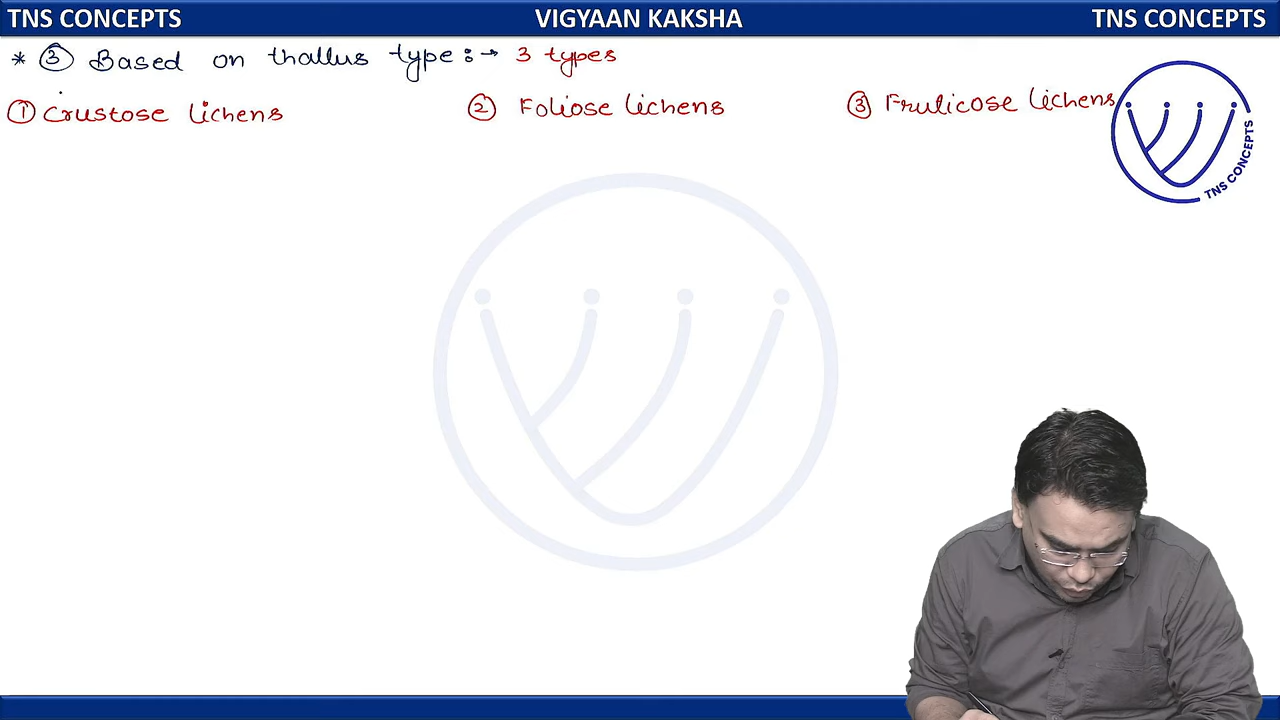 TNS CONCEPTS VIGYAAN KAKSHA TNS CONCEPTS
* ③ Based on thallus type :→ 3 types
① Crustose lichens ② Foliose lichens ③ Fruticose lichens
TNS CONCEPTS